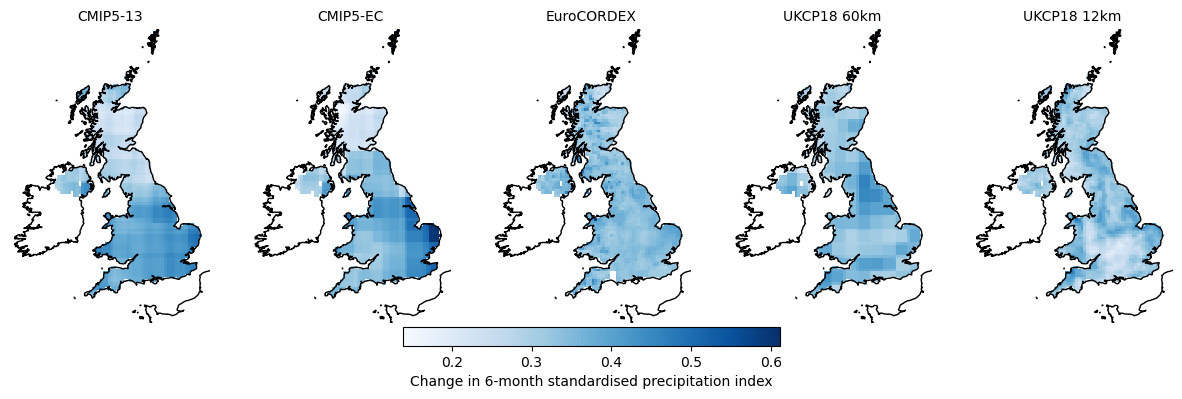 CMIP5-13 CMIP5-EC EuroCORDEX UKCP18 60km UKCP18 12km
0.2 0.3 0.4 0.5 0.6
Change in 6-month standardised precipitation index